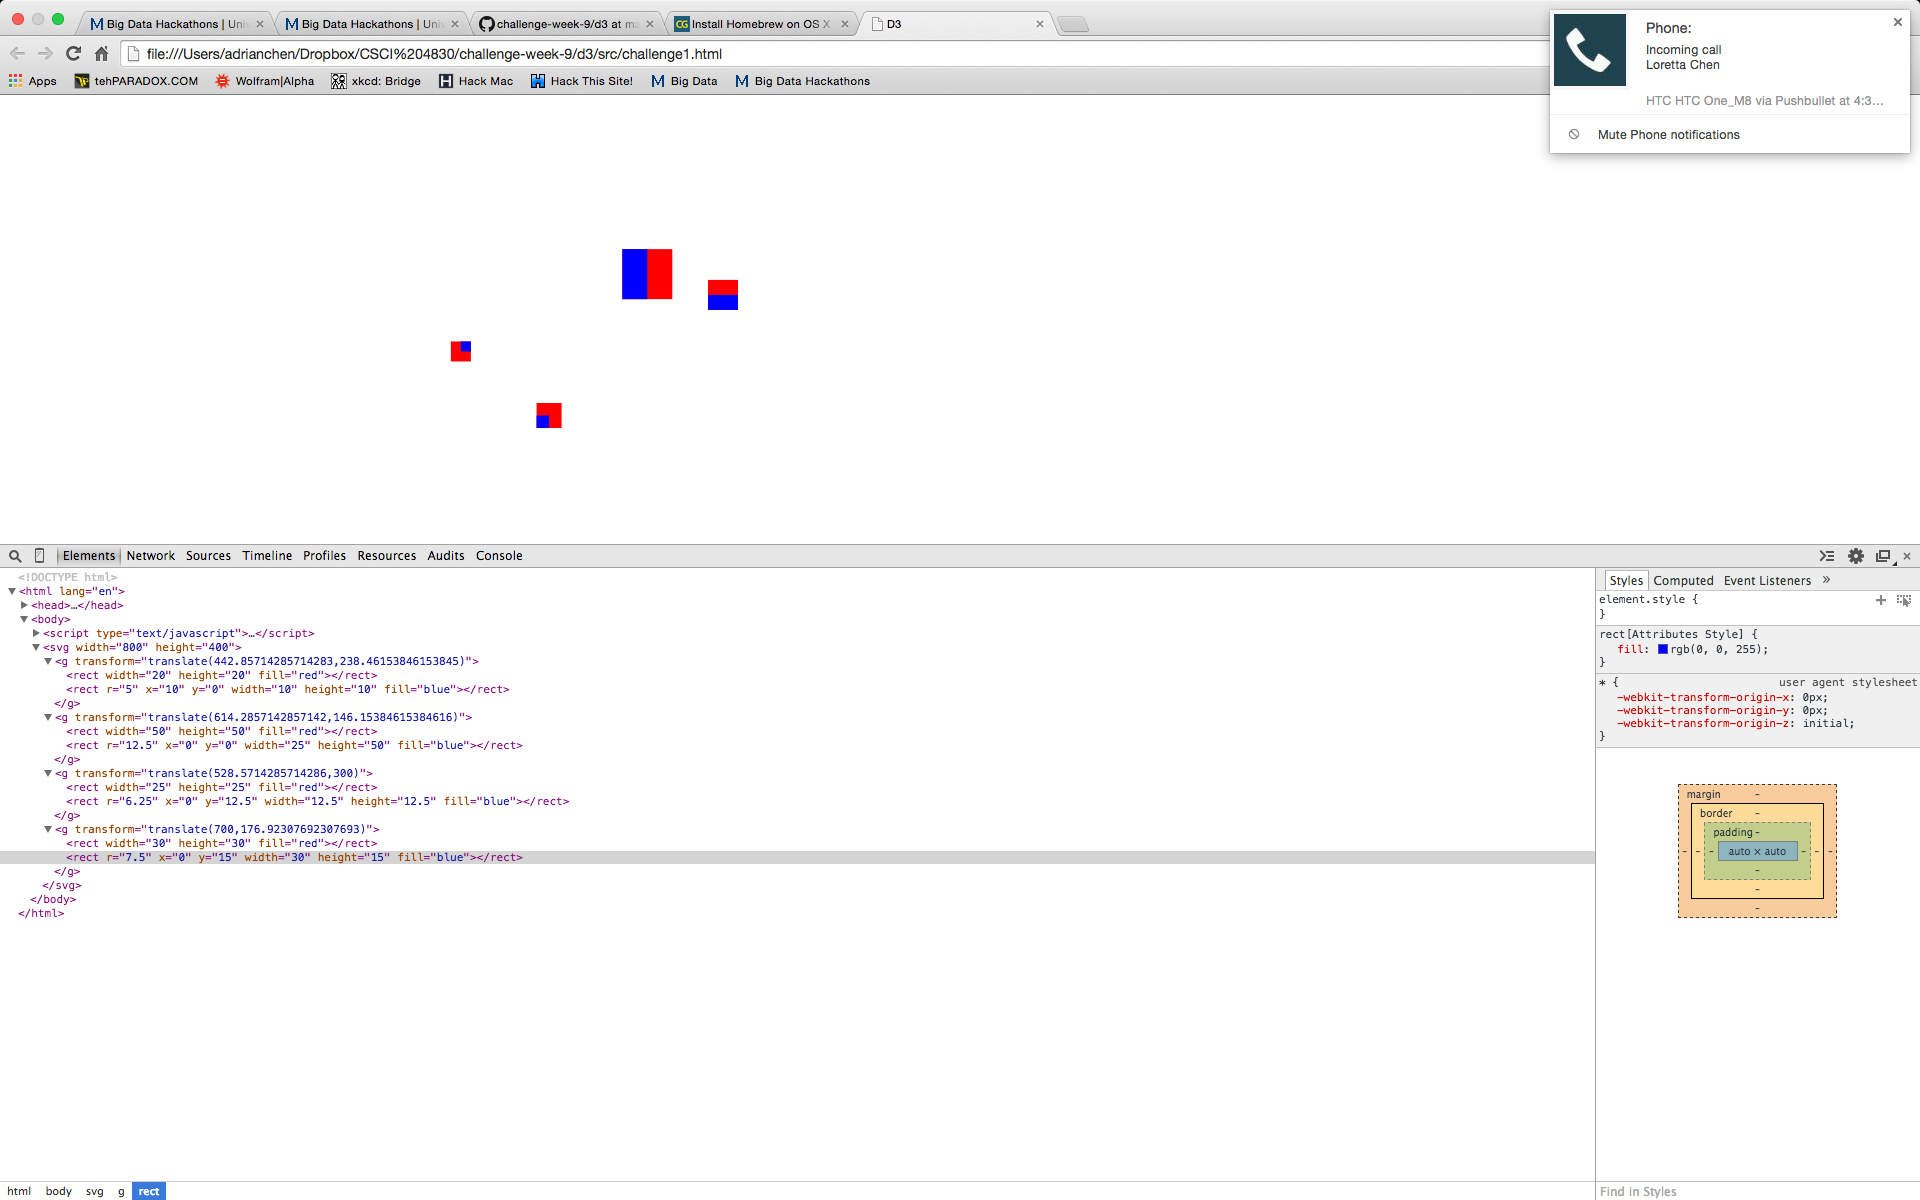 Big Data Hackathons | Univ
Big Data Hackathons | Univ
challenge-week-9/d3 at ma
Install Homebrew on OS X
D3
file:///Users/adrianchen/Dropbox/CSCI%204830/challenge-week-9/d3/src/challenge1.html
Apps
tehPARADOX.COM
Wolfram|Alpha
xkcd: Bridge
Hack Mac
Hack This Site!
Big Data
Big Data Hackathons
Phone:
Incoming call
Loretta Chen
HTC HTC One_M8 via Pushbullet at 4:3...
Mute Phone notifications
Elements Network Sources Timeline Profiles Resources Audits Console
<!DOCTYPE html>
<html lang="en">
<head>…</head>
<body>
<script type="text/javascript">…</script>
<svg width="800" height="400">
<g transform="translate(442.85714285714283,238.46153846153845)">
<rect width="20" height="20" fill="red"></rect>
<rect r="5" x="10" y="0" width="10" height="10" fill="blue"></rect>
</g>
<g transform="translate(614.2857142857142,146.15384615384616)">
<rect width="50" height="50" fill="red"></rect>
<rect r="12.5" x="0" y="0" width="25" height="50" fill="blue"></rect>
</g>
<g transform="translate(528.5714285714286,300)">
<rect width="25" height="25" fill="red"></rect>
<rect r="6.25" x="0" y="12.5" width="12.5" height="12.5" fill="blue"></rect>
</g>
<g transform="translate(700,176.92307692307693)">
<rect width="30" height="30" fill="red"></rect>
<rect r="7.5" x="0" y="15" width="30" height="15" fill="blue"></rect>
</g>
</svg>
</body>
</html>
html body svg g rect
Styles Computed Event Listeners »
element.style {
}
rect[Attributes Style] {
fill: rgb(0, 0, 255);
}
* { user agent stylesheet
-webkit-transform-origin-x: 0px;
-webkit-transform-origin-y: 0px;
-webkit-transform-origin-z: initial;
}
margin -
border -
padding -
- - - auto × auto - - -
-
-
-
Find in Styles